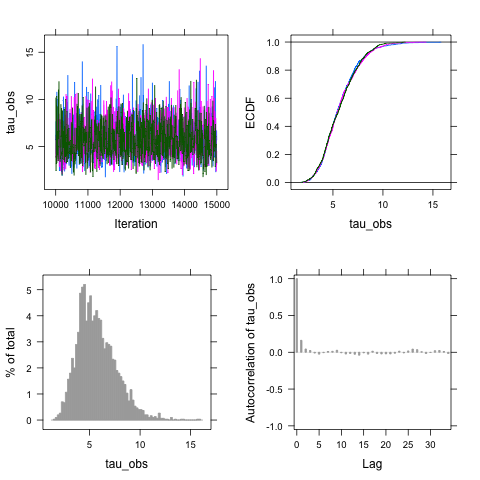 tau_obs
15
10
5
10000 11000 12000 13000 14000 15000
Iteration
ECDF
1.0
0.8
0.6
0.4
0.2
0.0
5 10 15
tau_obs
% of total
5
4
3
2
1
0
5 10 15
tau_obs
Autocorrelation of tau_obs
1.0
0.5
0.0
-0.5
-1.0
0 5 10 15 20 25 30
Lag